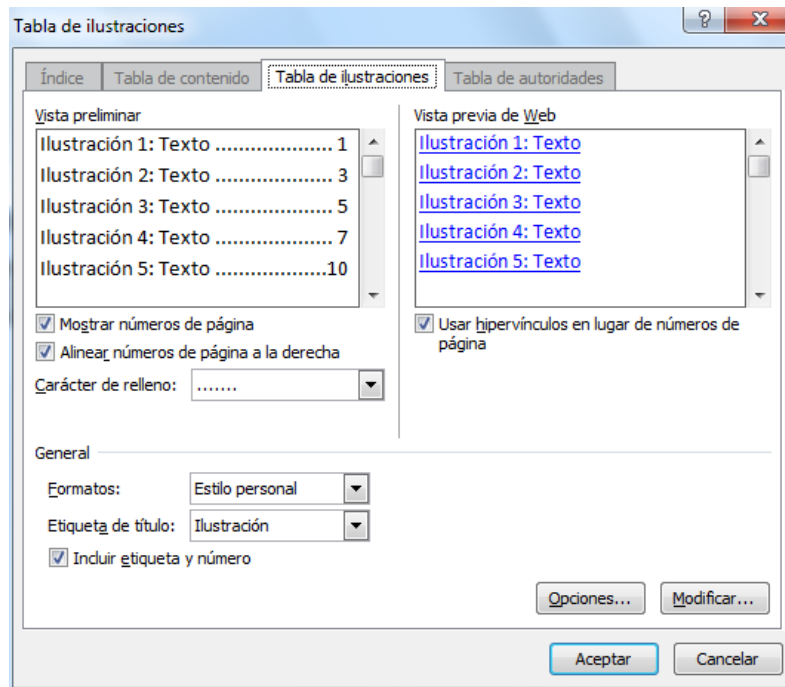 Tabla de ilustraciones
Índice
Tabla de contenido
Tabla de ilustraciones
Tabla de autoridades
Vista preliminar
Ilustración 1: Texto ..................... 1
Ilustración 2: Texto ..................... 3
Ilustración 3: Texto ..................... 5
Ilustración 4: Texto ..................... 7
Ilustración 5: Texto ....................10
Mostrar números de página
Alinear números de página a la derecha
Carácter de relleno: .......
Vista previa de Web
Ilustración 1: Texto
Ilustración 2: Texto
Ilustración 3: Texto
Ilustración 4: Texto
Ilustración 5: Texto
Usar hipervínculos en lugar de números de
página
General
Formatos: Estilo personal
Etiqueta de título: Ilustración
Incluir etiqueta y número
Opciones... Modificar...
Aceptar Cancelar